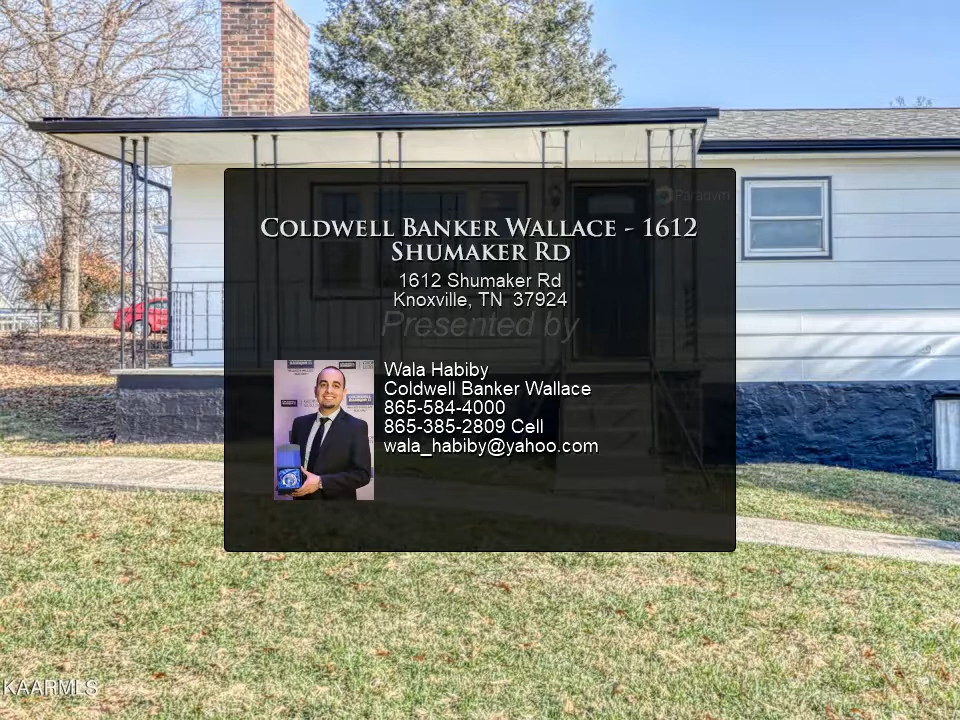 Paradym
Coldwell Banker Wallace - 1612
Shumaker Rd
1612 Shumaker Rd
Knoxville, TN 37924
Presented by
Wala Habiby
Coldwell Banker Wallace
865-584-4000
865-385-2809 Cell
wala_habiby@yahoo.com
KAARMLS